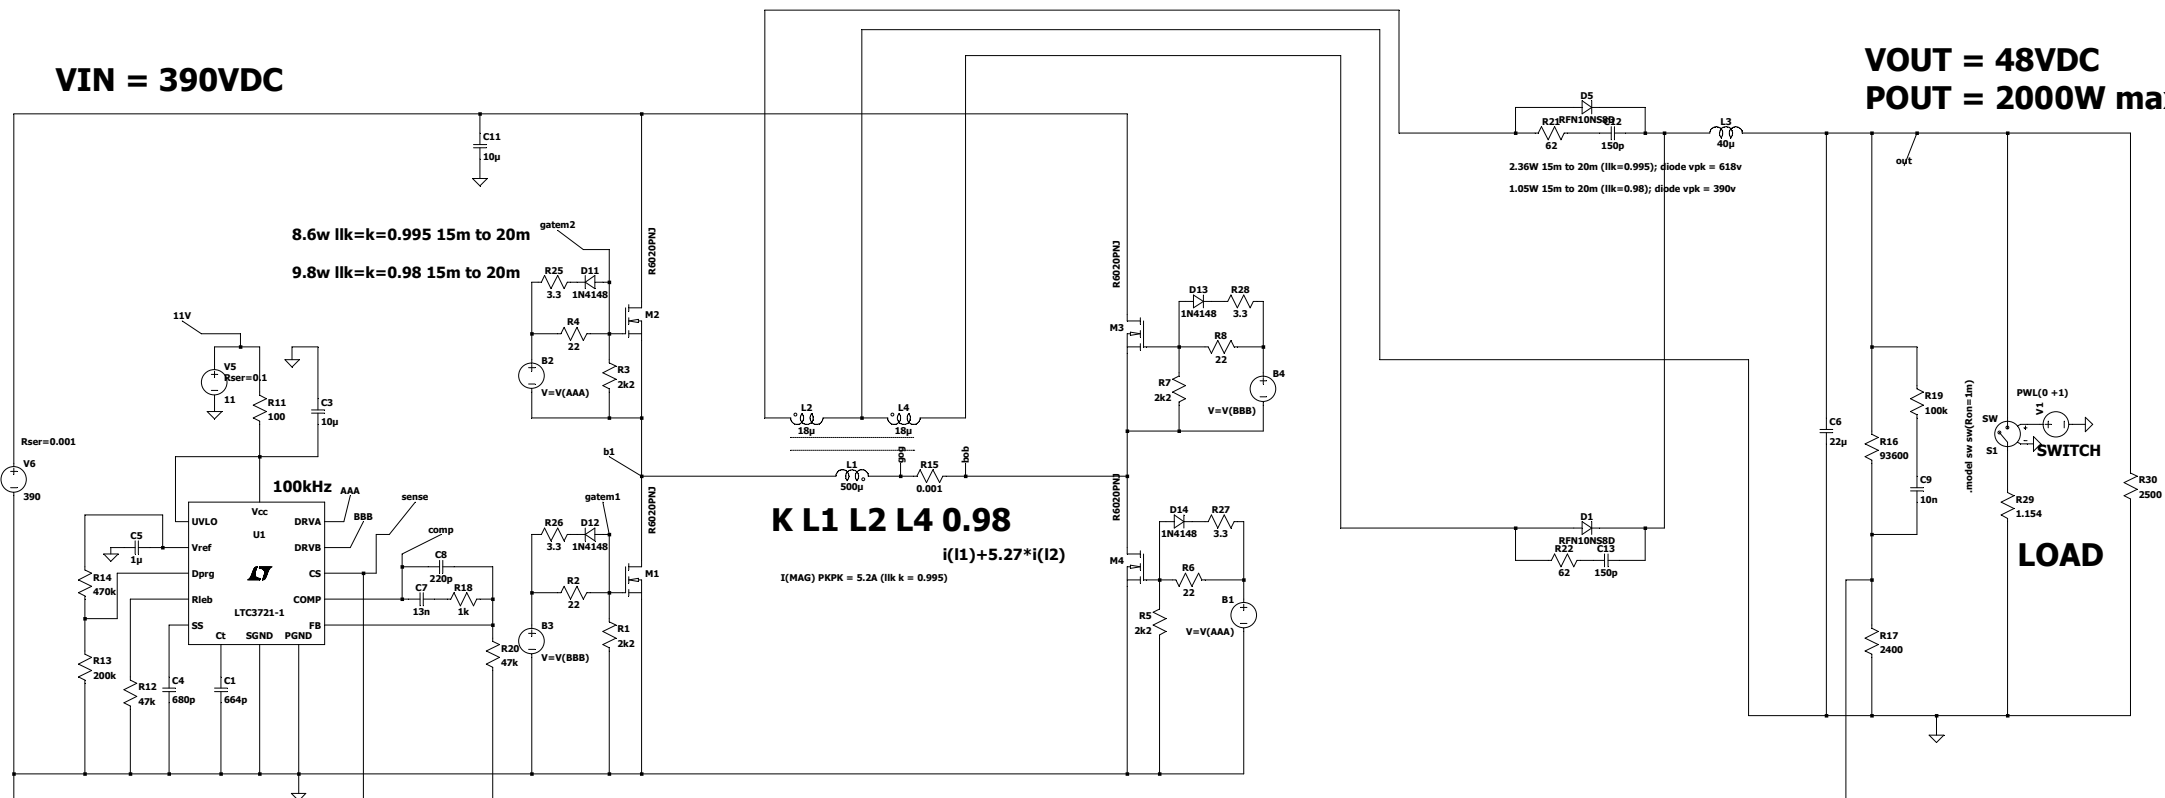 VIN = 390VDC
VOUT = 48VDC
POUT = 2000W max
C11
10µ
D5
RFN10NS8D
R21
62
C12
150p
L3
40µ
out
2.36W 15m to 20m (llk=0.995); diode vpk = 618v
1.05W 15m to 20m (llk=0.98); diode vpk = 390v
8.6w llk=k=0.995 15m to 20m
9.8w llk=k=0.98 15m to 20m
gatem2
R6020PNJ
R25
3.3
D11
1N4148
M2
R4
22
B2
V=V(AAA)
R3
2k2
R6020PNJ
D13
1N4148
R28
3.3
M3
R8
22
R7
2k2
B4
V=V(BBB)
11V
V5
Rser=0.1
11
R11
100
C3
10µ
L2
18µ
L4
18µ
gog
bob
b1
L1
500µ
R15
0.001
Rser=0.001
V6
390
100kHz
AAA
BBB
sense
comp
Vcc
U1
UVLO
Vref
Dprg
Rleb
SS
DRVA
DRVB
CS
COMP
FB
LTC3721-1
Ct
SGND
PGND
C5
1µ
R14
470k
R13
200k
R12
47k
C4
680p
C1
664p
C8
220p
C7
13n
R18
1k
R20
47k
gatem1
R6020PNJ
R26
3.3
D12
1N4148
M1
R2
22
B3
V=V(BBB)
R1
2k2
K L1 L2 L4 0.98
i(l1)+5.27*i(l2)
I(MAG) PKPK = 5.2A (llk k = 0.995)
R6020PNJ
D14
1N4148
R27
3.3
M4
R6
22
R5
2k2
B1
V=V(AAA)
D1
RFN10NS8D
R22
62
C13
150p
C6
22µ
R16
93600
R19
100k
C9
10n
R17
2400
.model sw sw(Ron=1m)
PWL(0 +1)
V1
SW
S1
SWITCH
R29
1.154
R30
2500
LOAD